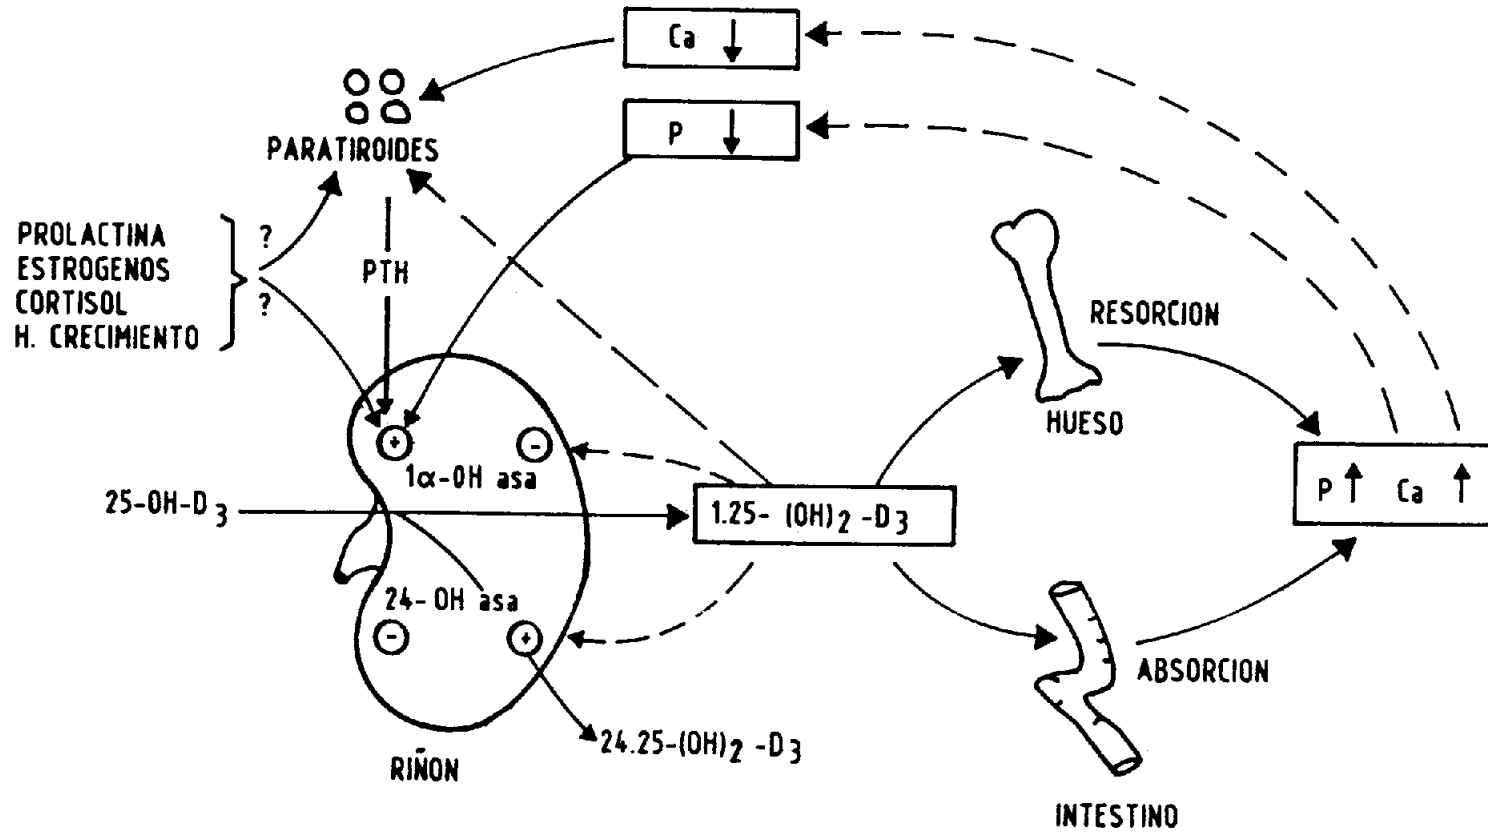 Ca ↓
P ↓
PARATIROIDES
PROLACTINA
ESTROGENOS
CORTISOL
H. CRECIMIENTO
?
?
PTH
RESORCION
HUESO
P ↑ Ca ↑
+
-
1α-OH asa
25-OH-D3
1.25-(OH)2-D3
24-OH asa
-
+
24.25-(OH)2-D3
RIÑON
ABSORCION
INTESTINO